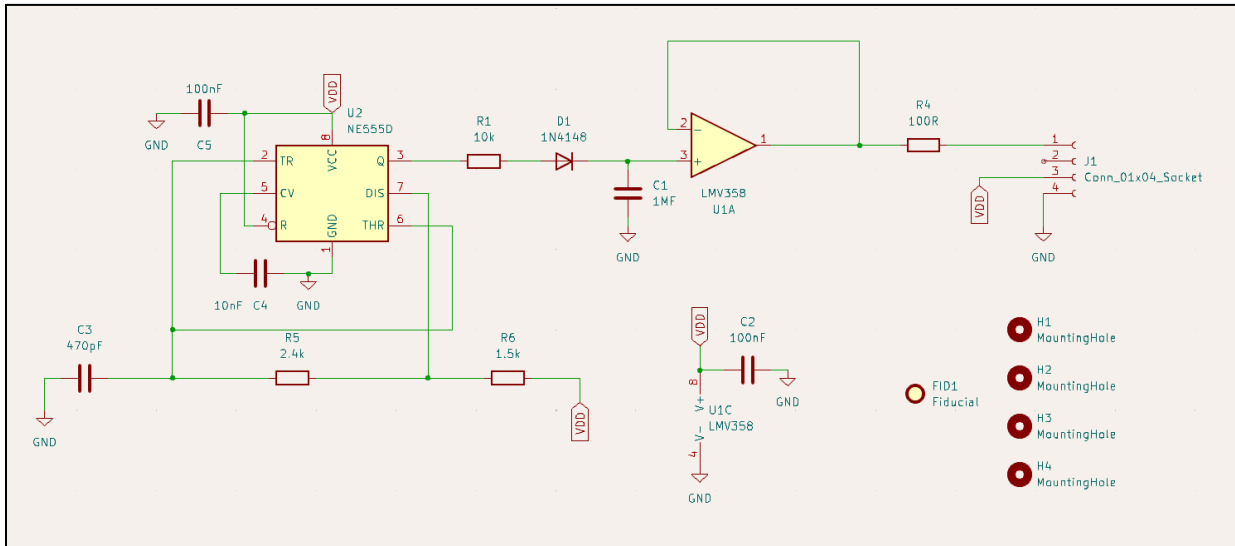 100nF
VDD
GND
C5
U2
NE555D
8
VCC
2
TR
Q
3
5
CV
DIS
7
4
R
THR
6
GND
1
10nF
C4
GND
R1
10k
D1
1N4148
C1
1MF
GND
2
-
3
+
1
LMV358
U1A
R4
100R
1
2
3
4
J1
Conn_01x04_Socket
VDD
GND
C3
470pF
GND
R5
2.4k
R6
1.5k
VDD
VDD
C2
100nF
GND
8
V+
U1C
LMV358
V-
4
GND
FID1
Fiducial
H1
MountingHole
H2
MountingHole
H3
MountingHole
H4
MountingHole